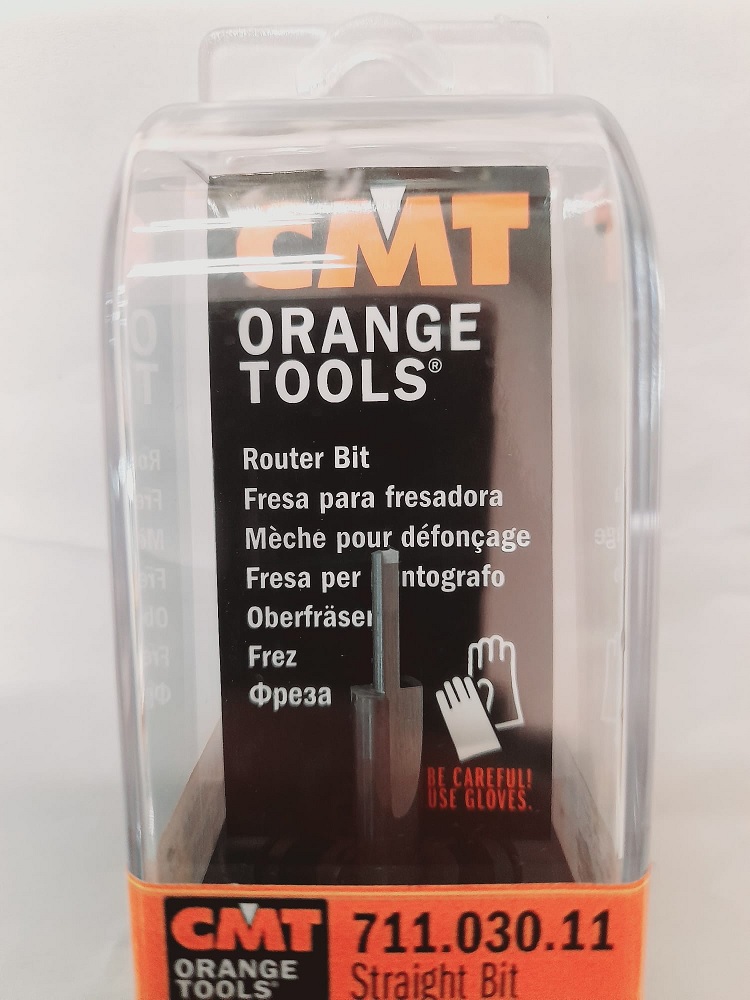 CMT
ORANGE
TOOLS®
Router Bit
Fresa para fresadora
Mèche pour défonçage
Fresa per ntografo
Oberfräser
Frez
Фреза
BE CAREFUL!
USE GLOVES.
CMT
711.030.11
ORANGE
Straight Bit
TOOLS®